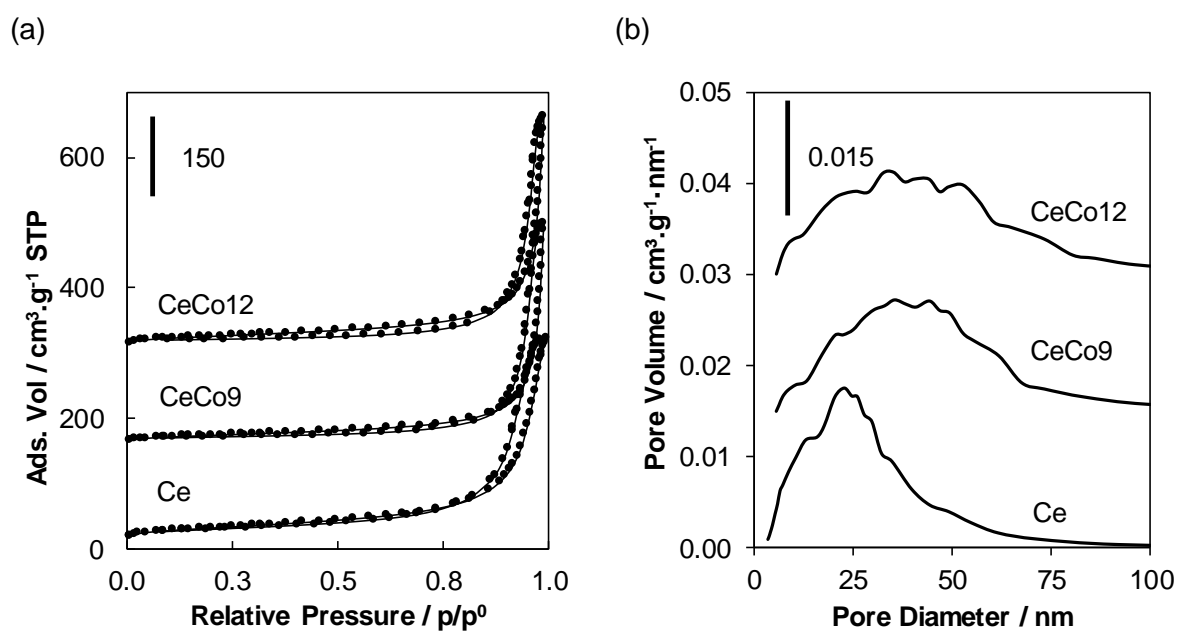 (a)
(b)
Ads. Vol / cm³.g⁻¹ STP
600
400
200
0
150
CeCo12
CeCo9
Ce
0.0 0.3 0.5 0.8 1.0
Relative Pressure / p/p⁰
Pore Volume / cm³.g⁻¹·nm⁻¹
0.05
0.04
0.03
0.02
0.01
0.00
0.015
CeCo12
CeCo9
Ce
0 25 50 75 100
Pore Diameter / nm